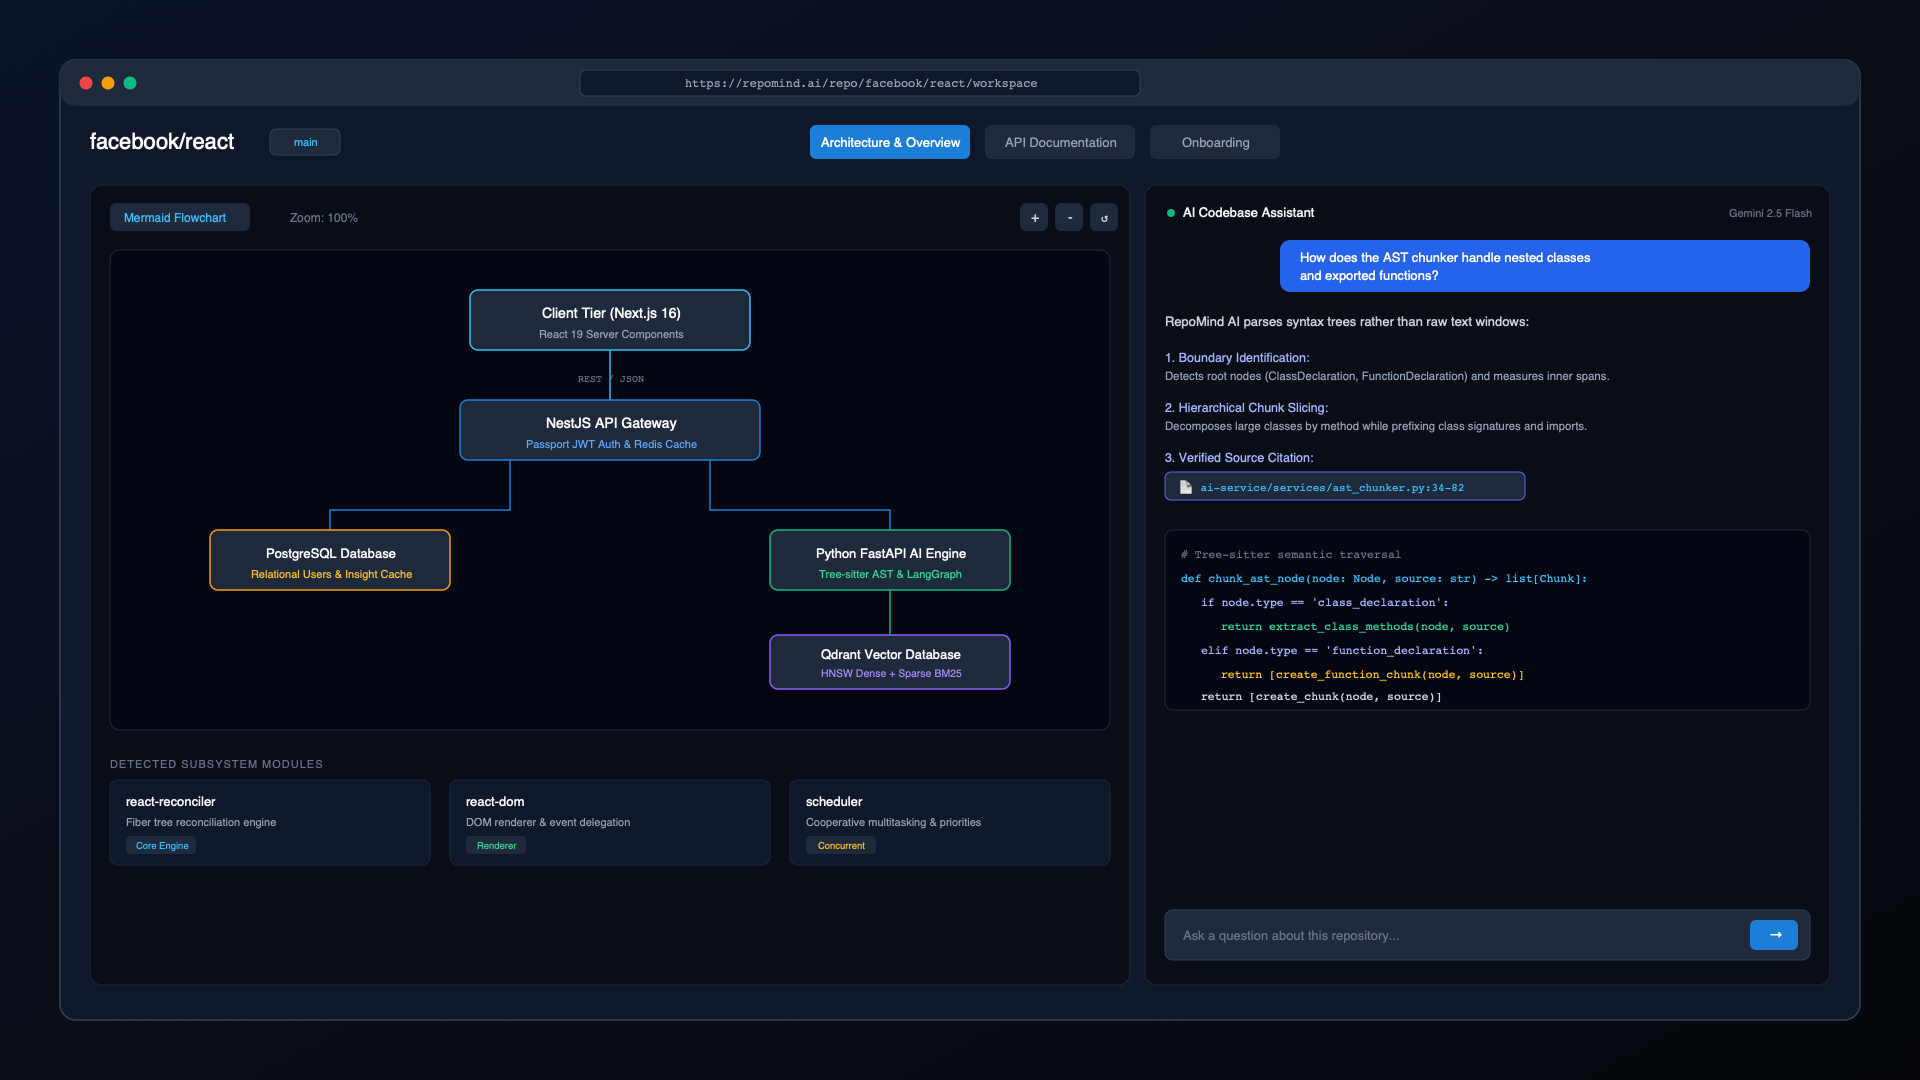 https://repomind.ai/repo/facebook/react/workspace
facebook/react
main
Architecture & Overview
API Documentation
Onboarding
Mermaid Flowchart
Zoom: 100%
+
-
↺
Client Tier (Next.js 16)
React 19 Server Components
REST / JSON
NestJS API Gateway
Passport JWT Auth & Redis Cache
PostgreSQL Database
Relational Users & Insight Cache
Python FastAPI AI Engine
Tree-sitter AST & LangGraph
Qdrant Vector Database
HNSW Dense + Sparse BM25
DETECTED SUBSYSTEM MODULES
react-reconciler
Fiber tree reconciliation engine
Core Engine
react-dom
DOM renderer & event delegation
Renderer
scheduler
Cooperative multitasking & priorities
Concurrent
AI Codebase Assistant
Gemini 2.5 Flash
How does the AST chunker handle nested classes
and exported functions?
RepoMind AI parses syntax trees rather than raw text windows:
1. Boundary Identification:
Detects root nodes (ClassDeclaration, FunctionDeclaration) and measures inner spans.
2. Hierarchical Chunk Slicing:
Decomposes large classes by method while prefixing class signatures and imports.
3. Verified Source Citation:
ai-service/services/ast_chunker.py:34-82
# Tree-sitter semantic traversal
def chunk_ast_node(node: Node, source: str) -> list[Chunk]:
if node.type == 'class_declaration':
return extract_class_methods(node, source)
elif node.type == 'function_declaration':
return [create_function_chunk(node, source)]
return [create_chunk(node, source)]
Ask a question about this repository...
→